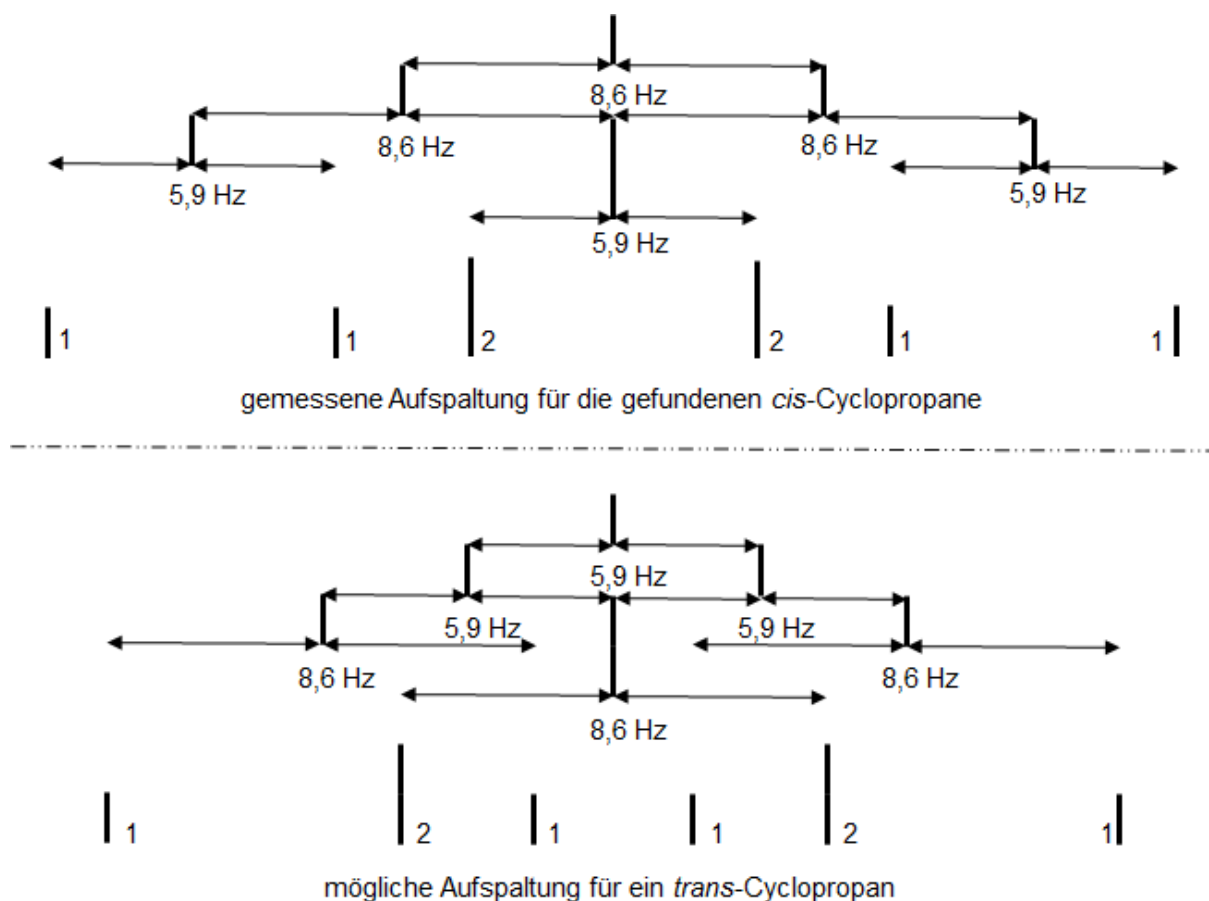 8,6 Hz
8,6 Hz
8,6 Hz
5,9 Hz
5,9 Hz
5,9 Hz
1
1
2
2
1
1
gemessene Aufspaltung für die gefundenen cis-Cyclopropane
5,9 Hz
5,9 Hz
5,9 Hz
8,6 Hz
8,6 Hz
8,6 Hz
1
2
1
1
2
1
mögliche Aufspaltung für ein trans-Cyclopropan